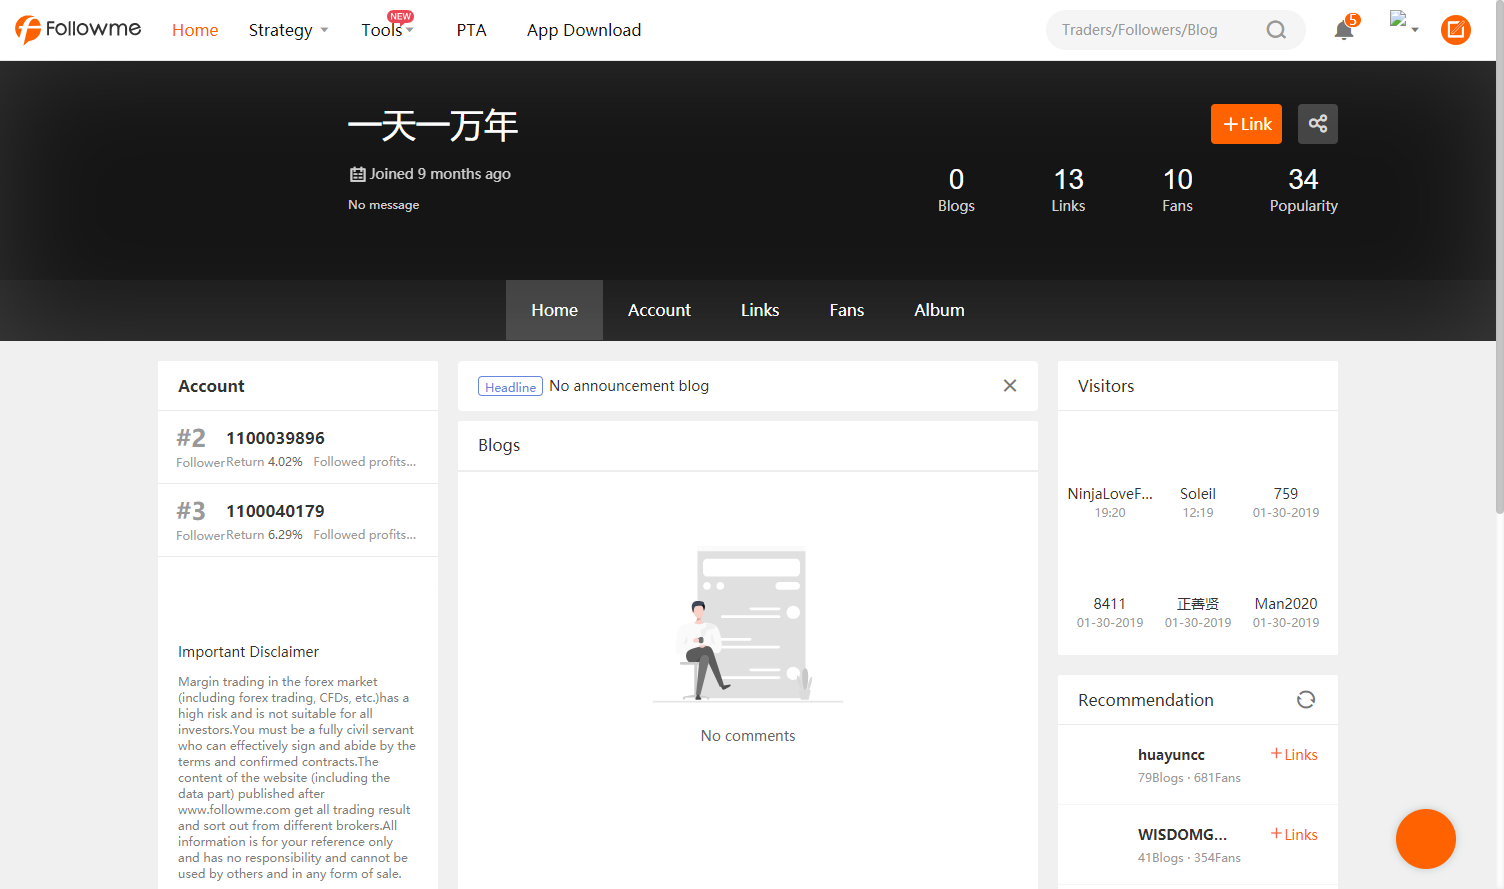 Followme
Home
Strategy
Tools
NEW
PTA
App Download
Traders/Followers/Blog
5
一天一万年
+Link
Joined 9 months ago
No message
0
Blogs
13
Links
10
Fans
34
Popularity
Home
Account
Links
Fans
Album
Account
#2
1100039896
Follower
Return 4.02%
Followed profits...
#3
1100040179
Follower
Return 6.29%
Followed profits...
Important Disclaimer
Margin trading in the forex market
(including forex trading, CFDs, etc.)has a
high risk and is not suitable for all
investors.You must be a fully civil servant
who can effectively sign and abide by the
terms and confirmed contracts.The
content of the website (including the
data part) published after
www.followme.com get all trading result
and sort out from different brokers.All
information is for your reference only
and has no responsibility and cannot be
used by others and in any form of sale.
Headline No announcement blog
Blogs
No comments
Visitors
NinjaLoveF...
19:20
Soleil
12:19
759
01-30-2019
8411
01-30-2019
正善贤
01-30-2019
Man2020
01-30-2019
Recommendation
huayuncc
+Links
79Blogs · 681Fans
WISDOMG...
+Links
41Blogs · 354Fans